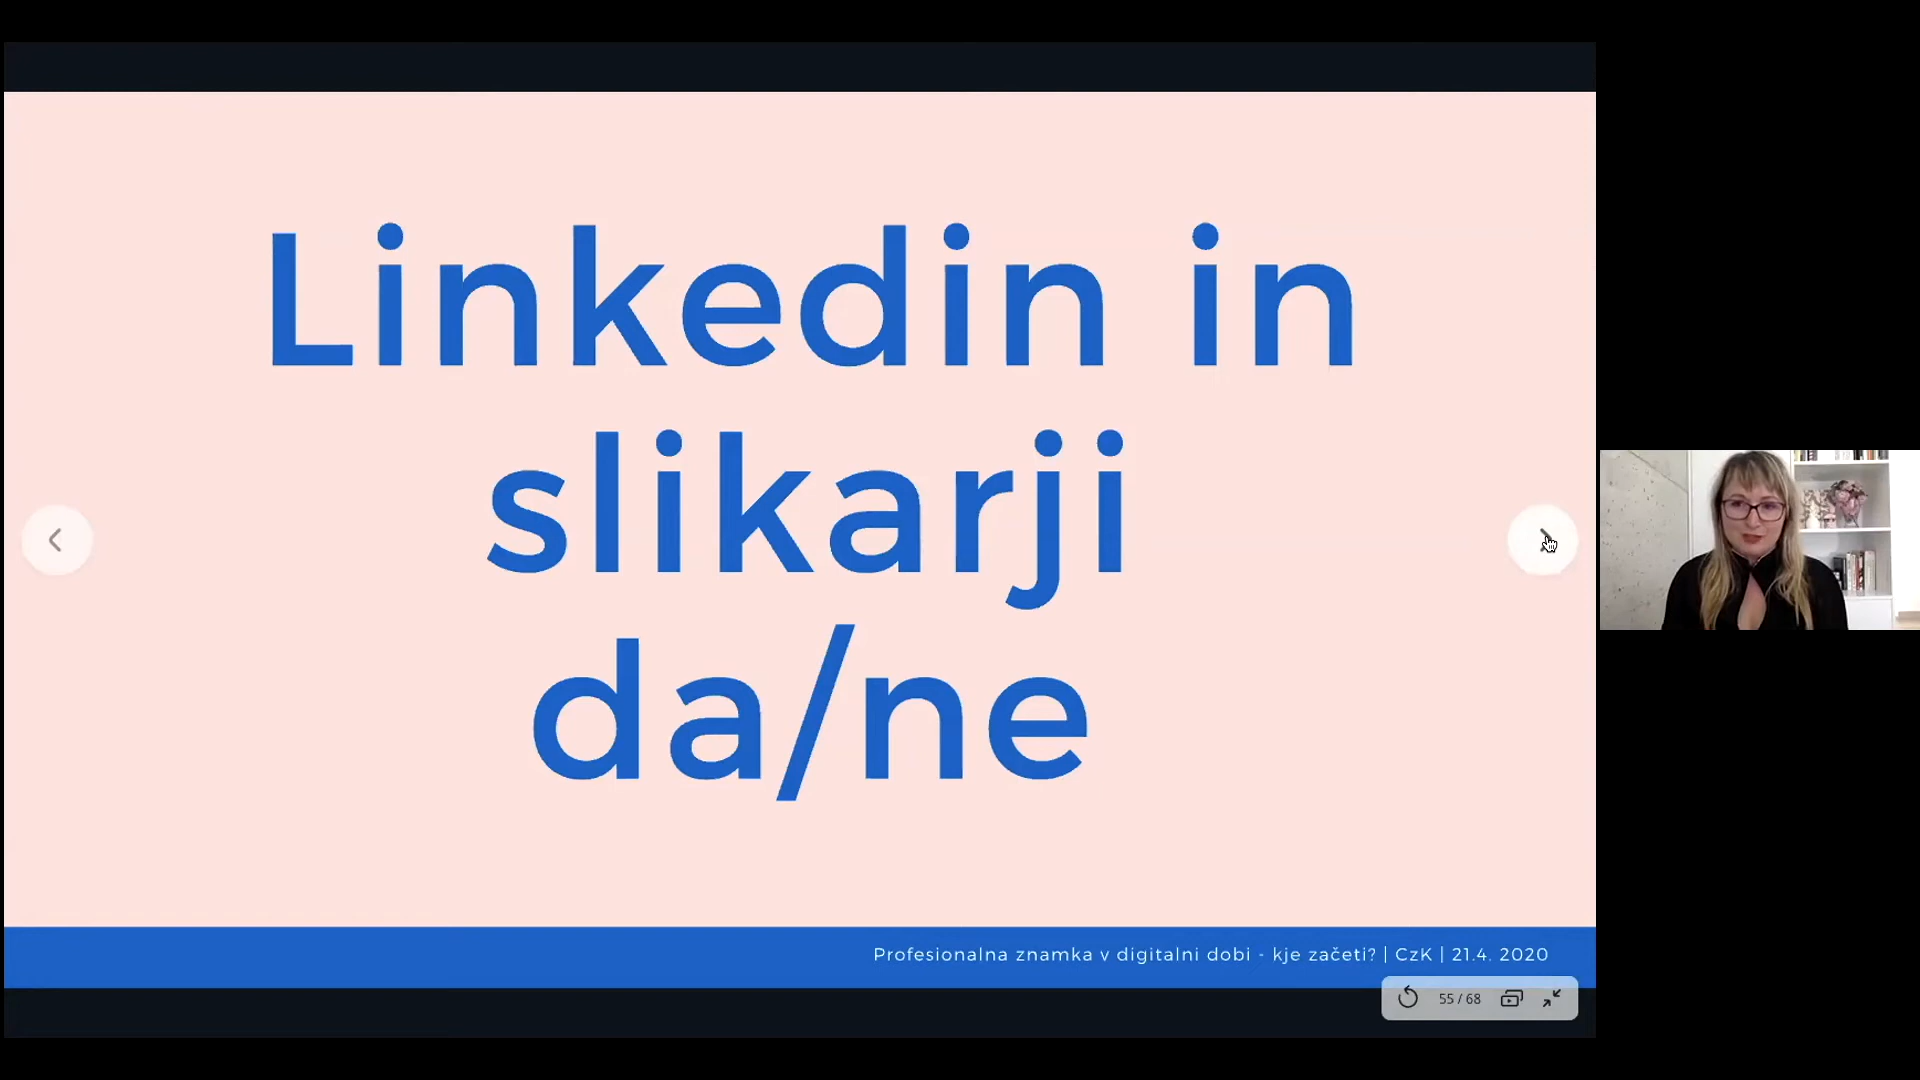 Linkedin in
slikarji
da/ne
Profesionalna znamka v digitalni dobi - kje začeti? | CzK | 21.4. 2020
55 / 68